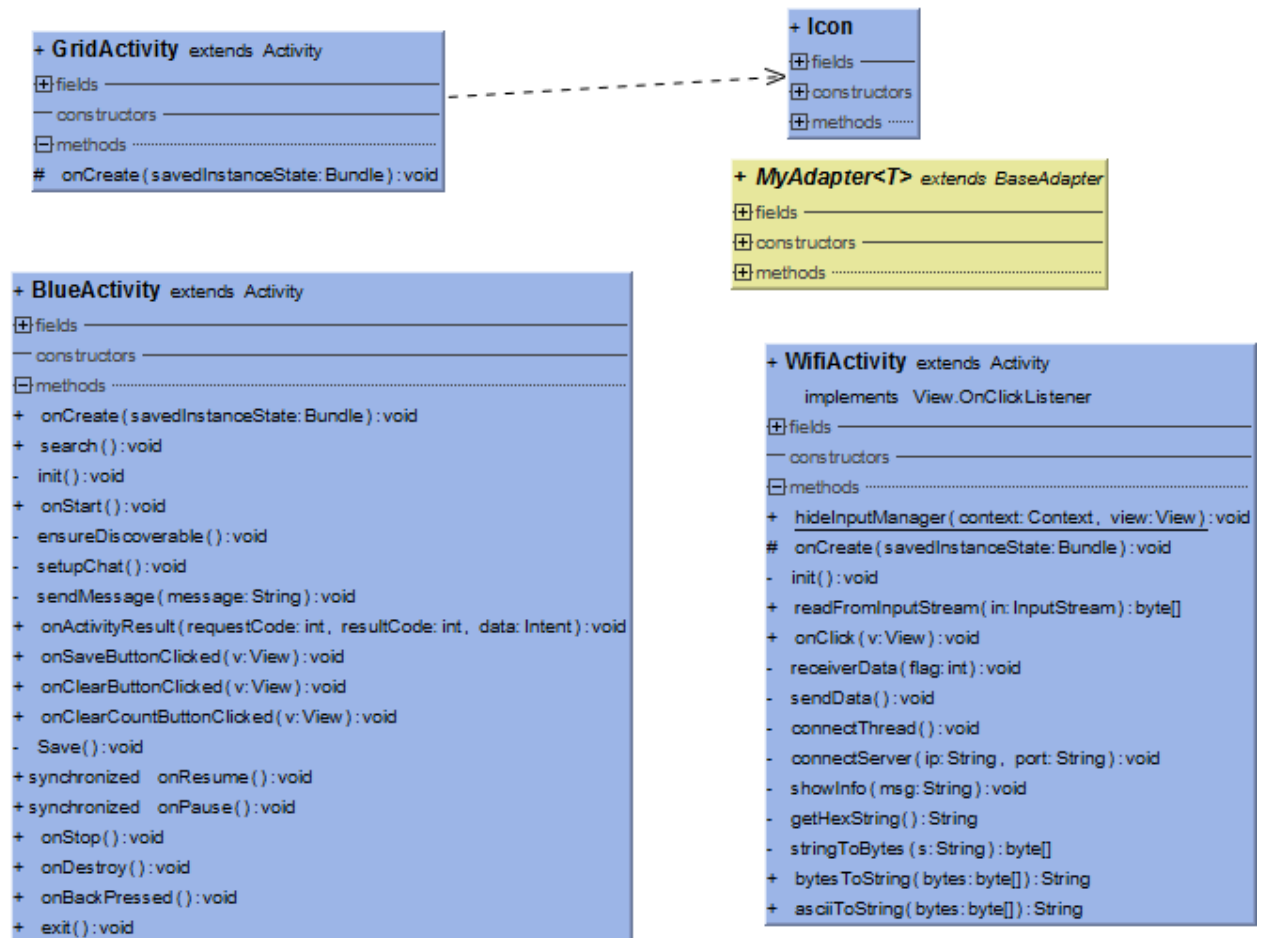 + GridActivity extends Activity
fields
constructors
methods
# onCreate(savedInstanceState:Bundle):void
+ Icon
fields
constructors
methods
+ MyAdapter<T> extends BaseAdapter
fields
constructors
methods
+ BlueActivity extends Activity
fields
constructors
methods
+ onCreate(savedInstanceState:Bundle):void
+ search():void
- init():void
+ onStart():void
- ensureDiscoverable():void
- setupChat():void
- sendMessage(message:String):void
+ onActivityResult(requestCode:int, resultCode:int, data:Intent):void
+ onSaveButtonClicked(v:View):void
+ onClearButtonClicked(v:View):void
+ onClearCountButtonClicked(v:View):void
- Save():void
+ synchronized onResume():void
+ synchronized onPause():void
+ onStop():void
+ onDestroy():void
+ onBackPressed():void
+ exit():void
+ WifiActivity extends Activity
implements View.OnClickListener
fields
constructors
methods
+ hideInputManager(context:Context, view:View):void
# onCreate(savedInstanceState:Bundle):void
- init():void
+ readFromInputStream(in:InputStream):byte[]
+ onClick(v:View):void
- receiverData(flag:int):void
- sendData():void
- connectThread():void
- connectServer(ip:String, port:String):void
- showInfo(msg:String):void
- getHexString():String
- stringToBytes(s:String):byte[]
+ bytesToString(bytes:byte[]):String
+ asciiToString(bytes:byte[]):String